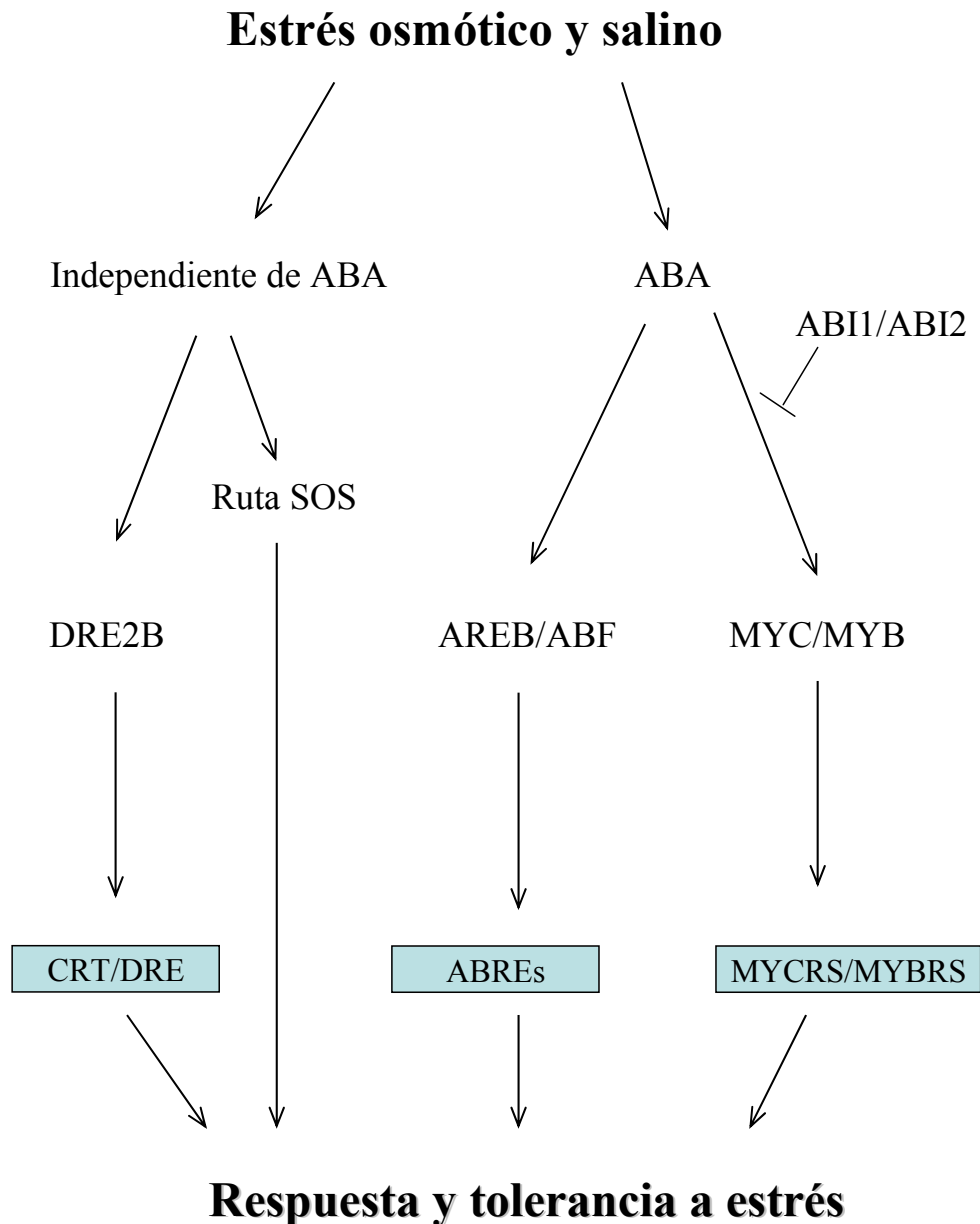 Estrés osmótico y salino
Independiente de ABA
ABA
ABI1/ABI2
Ruta SOS
DRE2B
AREB/ABF
MYC/MYB
CRT/DRE
ABREs
MYCRS/MYBRS
Respuesta y tolerancia a estrés